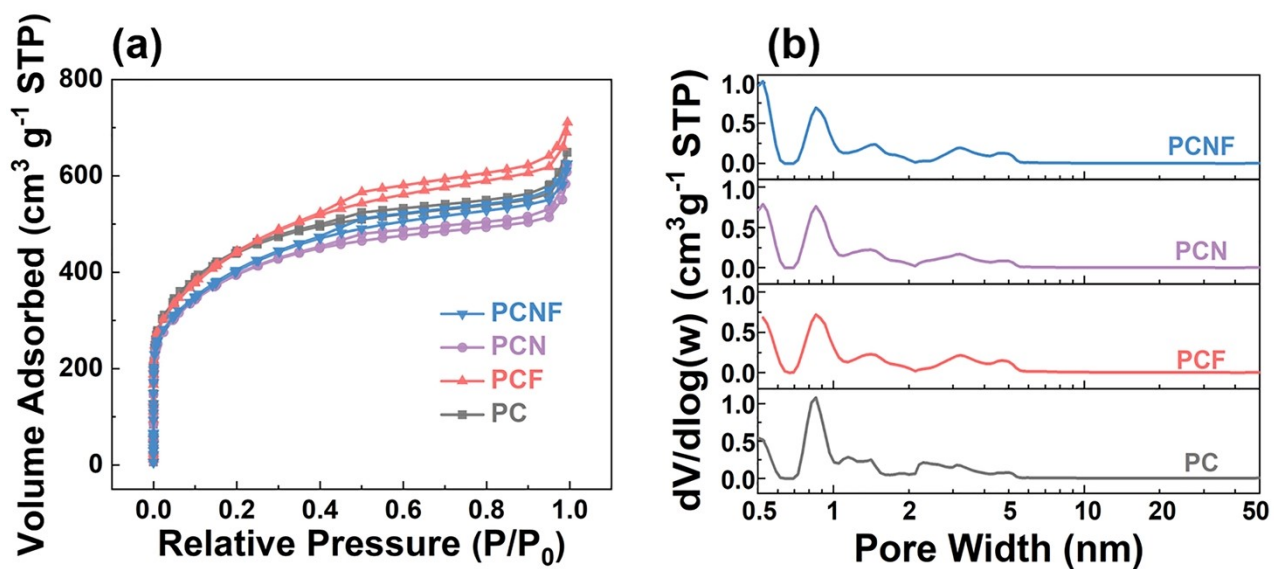 (a)
Volume Adsorbed (cm³ g⁻¹ STP)
800
600
400
200
0
PCNF
PCN
PCF
PC
0.0 0.2 0.4 0.6 0.8 1.0
Relative Pressure (P/P₀)
(b)
dV/dlog(w) (cm³g⁻¹ STP)
1.0
0.5
0.0
PCNF
1.0
0.5
0.0
PCN
1.0
0.5
0.0
PCF
1.0
0.5
0.0
PC
0.5 1 2 5 10 20 50
Pore Width (nm)